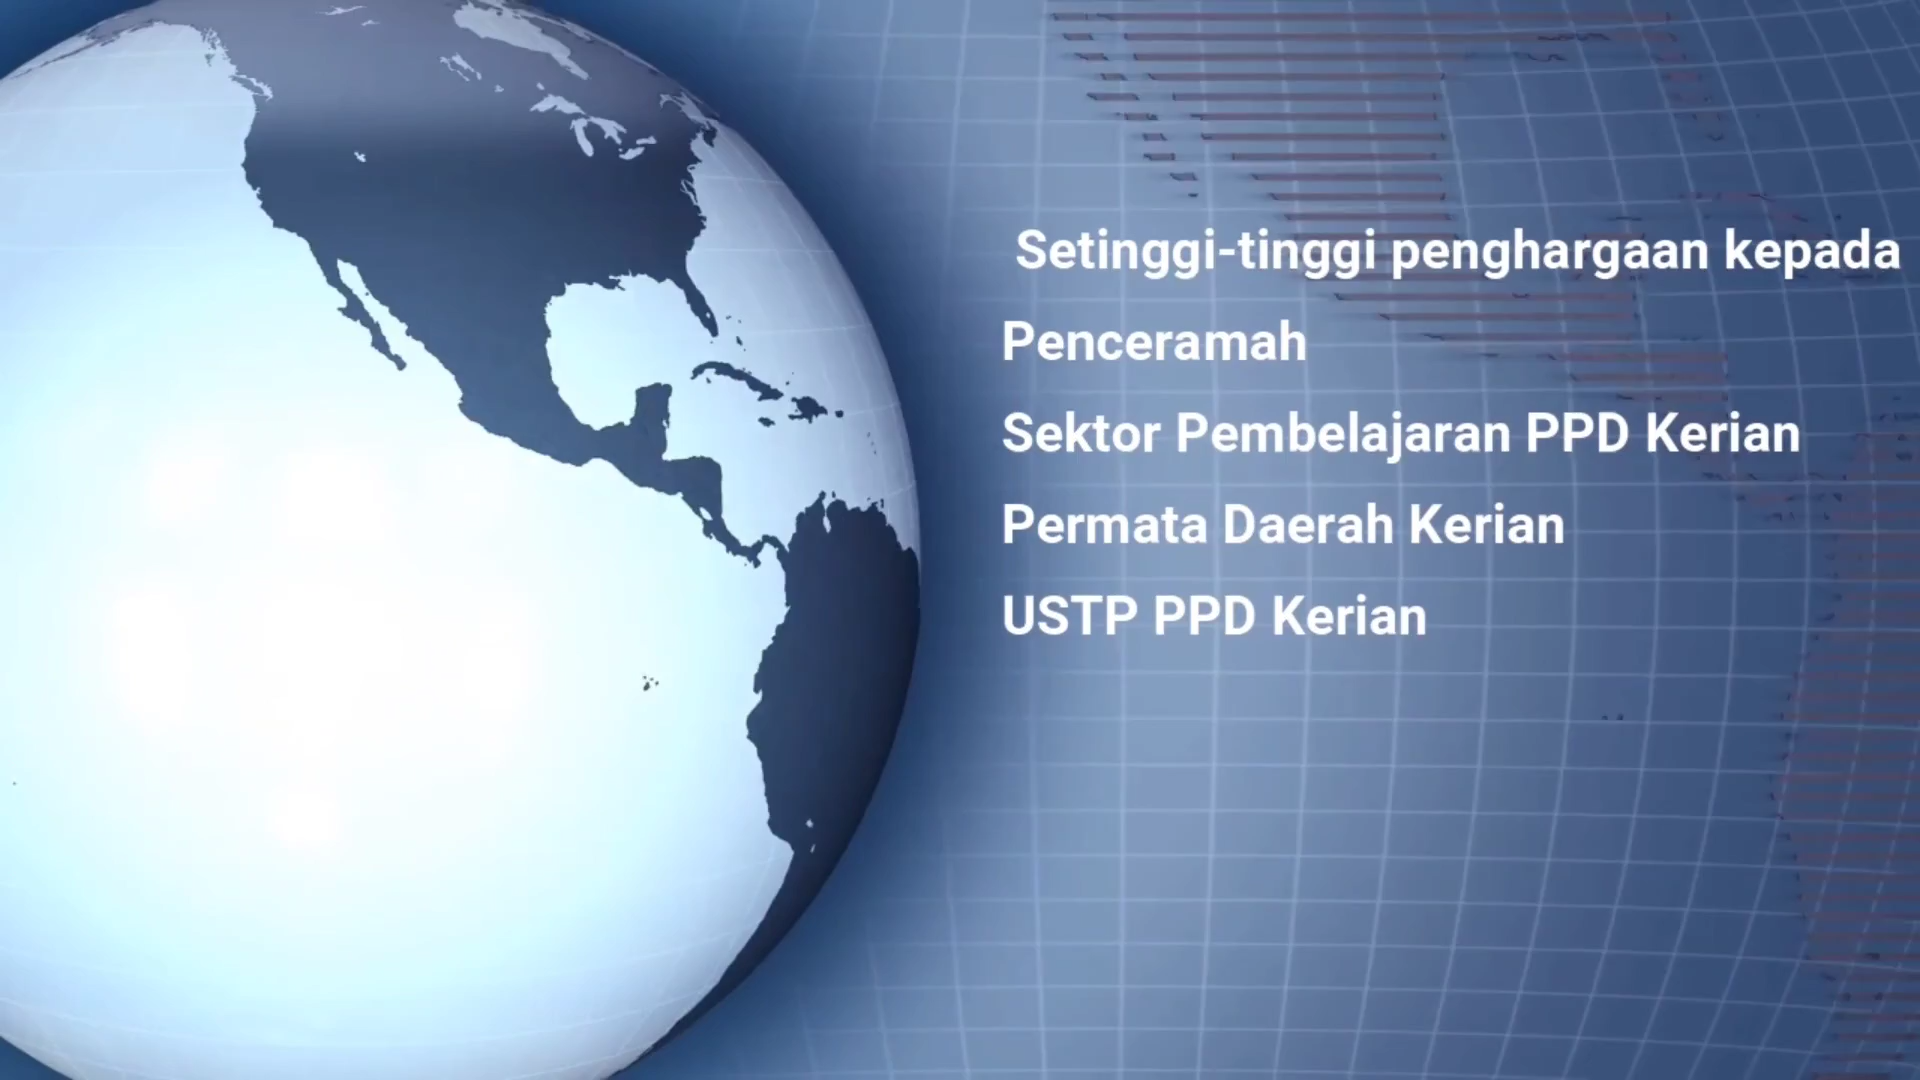 Setinggi-tinggi penghargaan kepada
Penceramah
Sektor Pembelajaran PPD Kerian
Permata Daerah Kerian
USTP PPD Kerian